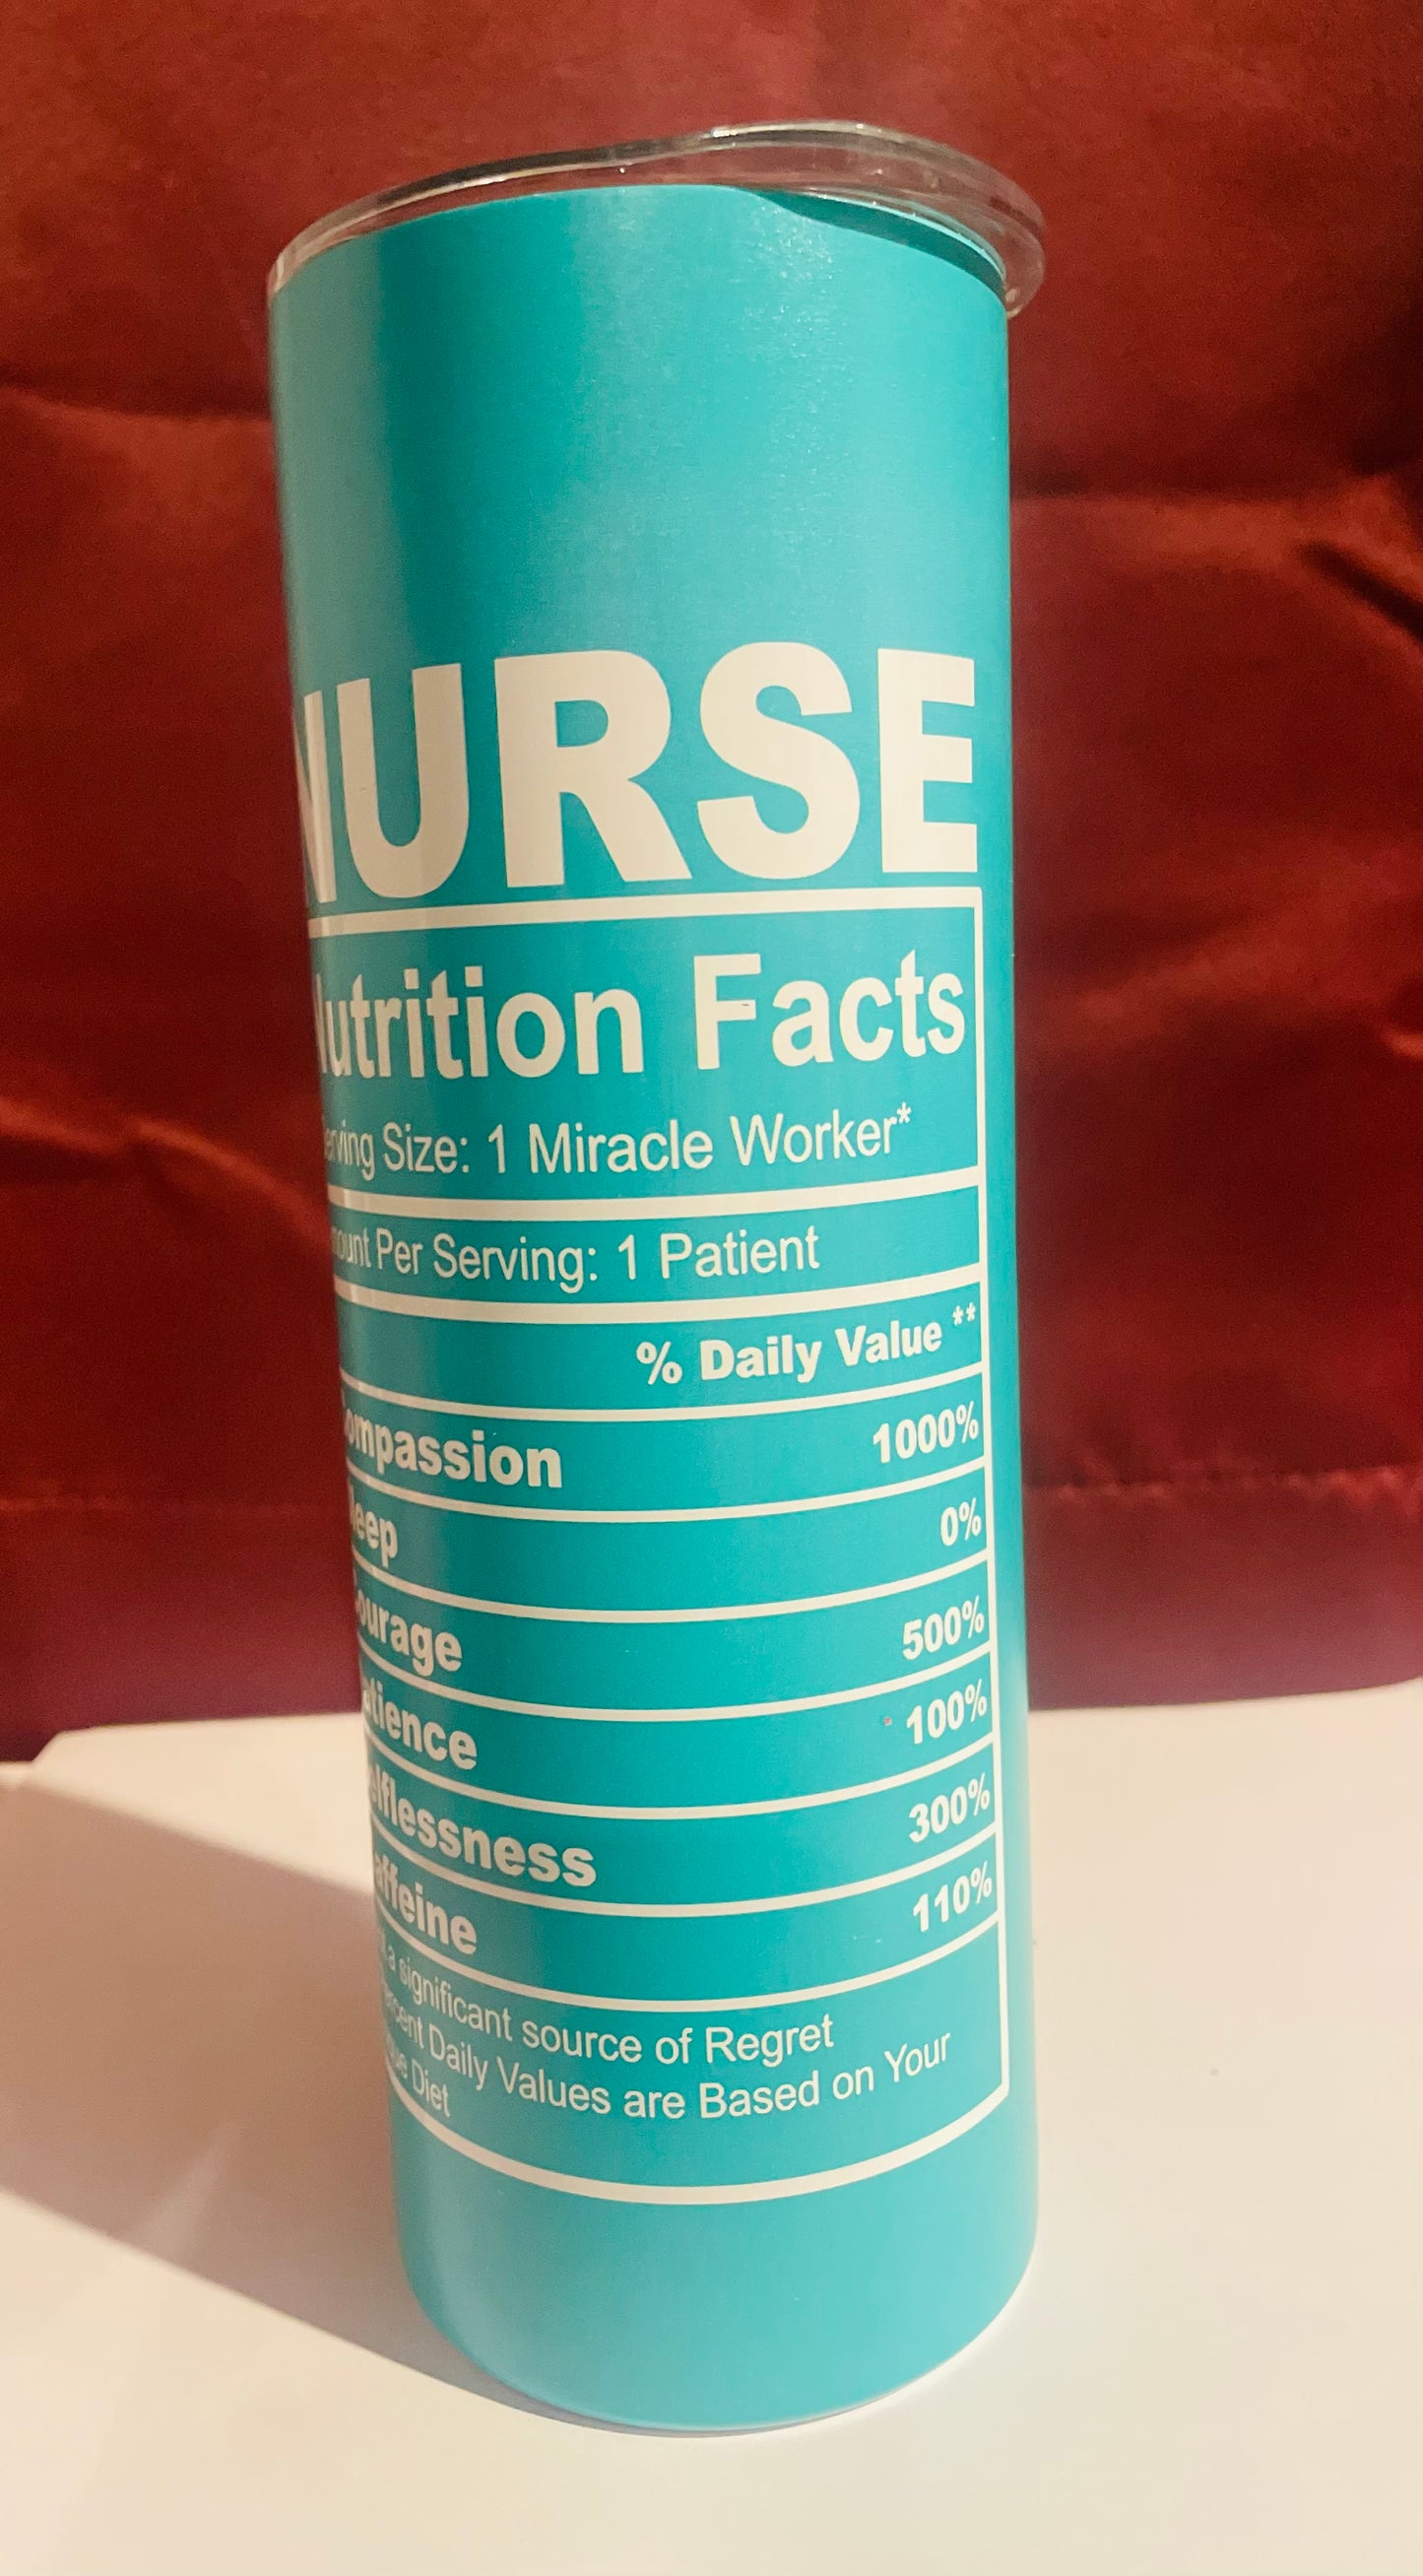 NURSE
Nutrition Facts
Serving Size: 1 Miracle Worker*
Amount Per Serving: 1 Patient
% Daily Value **
Compassion 1000%
Sleep 0%
Courage 500%
Patience 100%
Selflessness 300%
Caffeine 110%
a significant source of Regret
Percent Daily Values are Based on Your
Diet